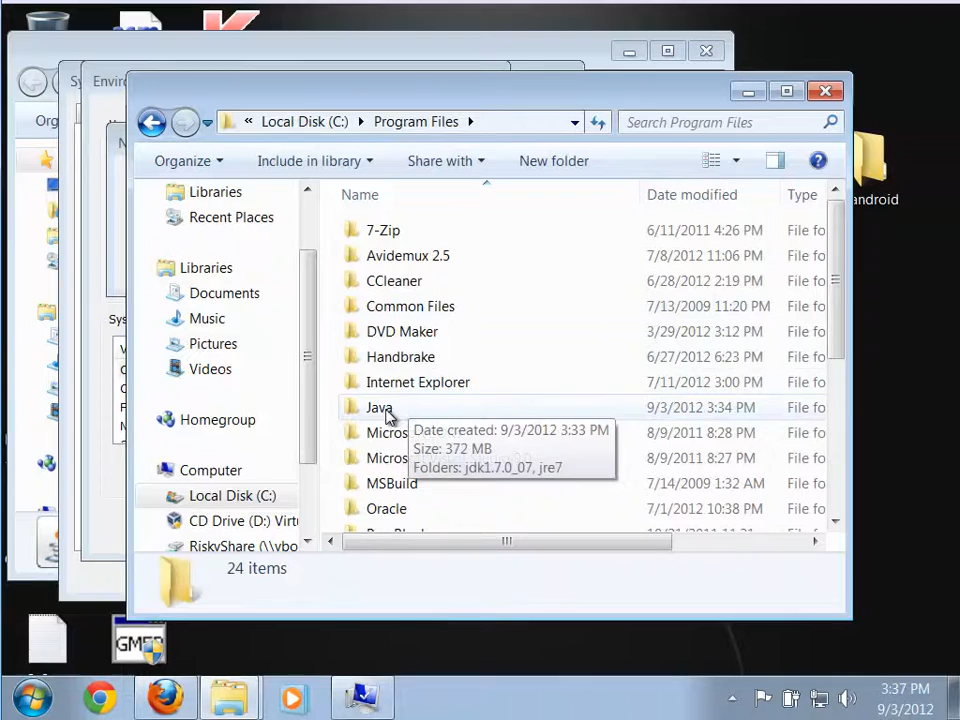 Sy
Enviro
Org
N
Sys
V
Local Disk (C:)
Program Files
Search Program Files
Organize
Include in library
Share with
New folder
Name
Date modified
Type
Libraries
Recent Places
Libraries
Documents
Music
Pictures
Videos
Homegroup
Computer
Local Disk (C:)
CD Drive (D:) Virtu
RiskyShare (\\vbo
7-Zip 6/11/2011 4:26 PM File fo
Avidemux 2.5 7/8/2012 11:06 PM File fo
CCleaner 6/28/2012 2:19 PM File fo
Common Files 7/13/2009 11:20 PM File fo
DVD Maker 3/29/2012 3:12 PM File fo
Handbrake 6/27/2012 6:23 PM File fo
Internet Explorer 7/11/2012 3:00 PM File fo
Java 9/3/2012 3:34 PM File fo
Micros 8/9/2011 8:28 PM File fo
Micros 8/9/2011 8:27 PM File fo
MSBuild 7/14/2009 1:32 AM File fo
Oracle 7/1/2012 10:38 PM File fo
Date created: 9/3/2012 3:33 PM
Size: 372 MB
Folders: jdk1.7.0_07, jre7
24 items
android
GMER
3:37 PM
9/3/2012